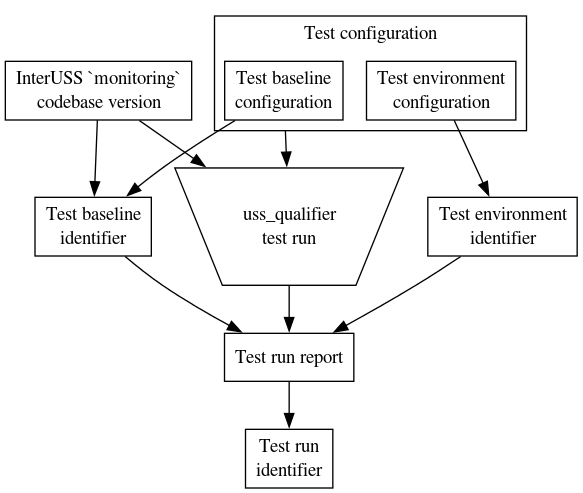 Test configuration
InterUSS `monitoring`
codebase version
Test baseline
configuration
Test environment
configuration
Test baseline
identifier
uss_qualifier
test run
Test environment
identifier
Test run report
Test run
identifier